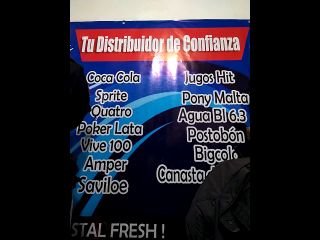 Tu Distribuidor de Confianza
Coca Cola
Sprite
Quatro
Poker Lata
Vive 100
Amper
Saviloe
Jugos Hit
Pony Malta
Agua Bl 6.3
Postobón
Bigcola
Canasta
STAL FRESH !